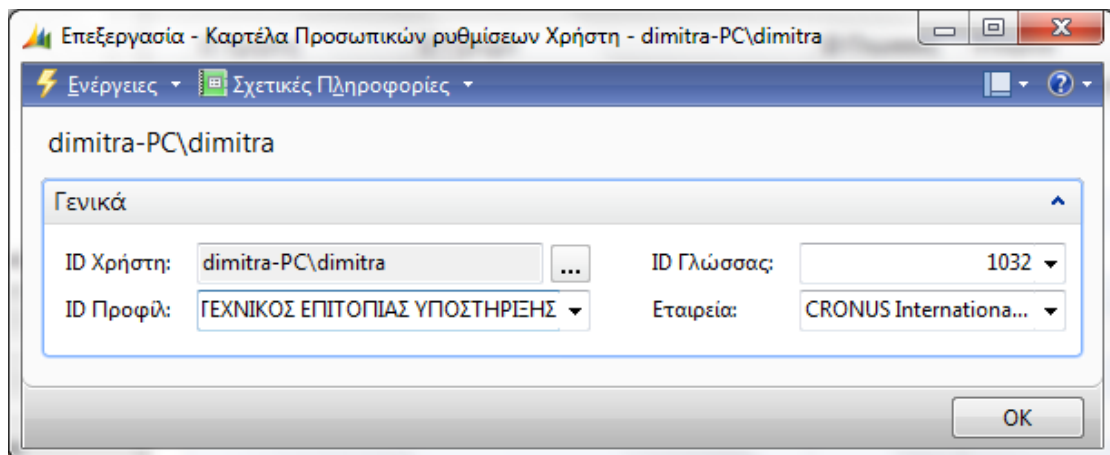 Επεξεργασία - Καρτέλα Προσωπικών ρυθμίσεων Χρήστη - dimitra-PC\dimitra
Ενέργειες Σχετικές Πληροφορίες
dimitra-PC\dimitra
Γενικά
ID Χρήστη: dimitra-PC\dimitra ... ID Γλώσσας: 1032
ID Προφίλ: ΤΕΧΝΙΚΟΣ ΕΠΙΤΟΠΙΑΣ ΥΠΟΣΤΗΡΙΞΗΣ Εταιρεία: CRONUS Internationa...
OK